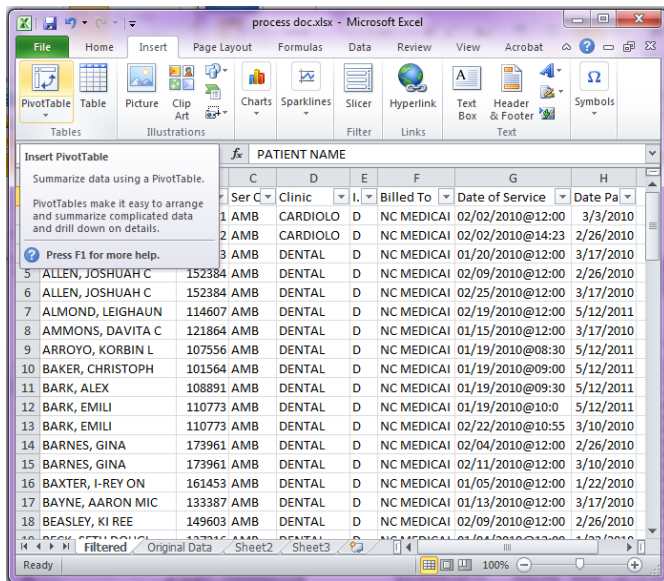 process doc.xlsx - Microsoft Excel
File Home Insert Page Layout Formulas Data Review View Acrobat
PivotTable Table Picture Clip Art Charts Sparklines Slicer Hyperlink Text Box Header & Footer Symbols
Tables Illustrations Filter Links Text
fx PATIENT NAME
Insert PivotTable
Summarize data using a PivotTable.
PivotTables make it easy to arrange
and summarize complicated data
and drill down on details.
Press F1 for more help.
C D E F G H
Ser C Clinic I. Billed To Date of Service Date Pa
1 AMB CARDIOLO D NC MEDICAI 02/02/2010@12:00 3/3/2010
2 AMB CARDIOLO D NC MEDICAI 02/02/2010@14:23 2/26/2010
3 AMB DENTAL D NC MEDICAI 01/20/2010@12:00 3/17/2010
5 ALLEN, JOSHUAH C 152384 AMB DENTAL D NC MEDICAI 02/09/2010@12:00 2/26/2010
6 ALLEN, JOSHUAH C 152384 AMB DENTAL D NC MEDICAI 02/25/2010@12:00 3/17/2010
7 ALMOND, LEIGHAUN 114607 AMB DENTAL D NC MEDICAI 02/19/2010@12:00 5/12/2011
8 AMMONS, DAVITA C 121864 AMB DENTAL D NC MEDICAI 01/15/2010@12:00 3/17/2010
9 ARROYO, KORBIN L 107556 AMB DENTAL D NC MEDICAI 01/19/2010@08:30 5/12/2011
10 BAKER, CHRISTOPH 101564 AMB DENTAL D NC MEDICAI 01/19/2010@09:00 5/12/2011
11 BARK, ALEX 108891 AMB DENTAL D NC MEDICAI 01/19/2010@09:30 5/12/2011
12 BARK, EMILI 110773 AMB DENTAL D NC MEDICAI 01/19/2010@10:0 5/12/2011
13 BARK, EMILI 110773 AMB DENTAL D NC MEDICAI 02/22/2010@10:55 3/10/2010
14 BARNES, GINA 173961 AMB DENTAL D NC MEDICAI 02/04/2010@12:00 2/26/2010
15 BARNES, GINA 173961 AMB DENTAL D NC MEDICAI 02/11/2010@12:00 3/10/2010
16 BAXTER, I-REY ON 161453 AMB DENTAL D NC MEDICAI 01/05/2010@12:00 1/22/2010
17 BAYNE, AARON MIC 133387 AMB DENTAL D NC MEDICAI 01/13/2010@12:00 3/17/2010
18 BEASLEY, KI REE 149603 AMB DENTAL D NC MEDICAI 02/09/2010@12:00 2/26/2010
Filtered Original Data Sheet2 Sheet3
Ready 100%